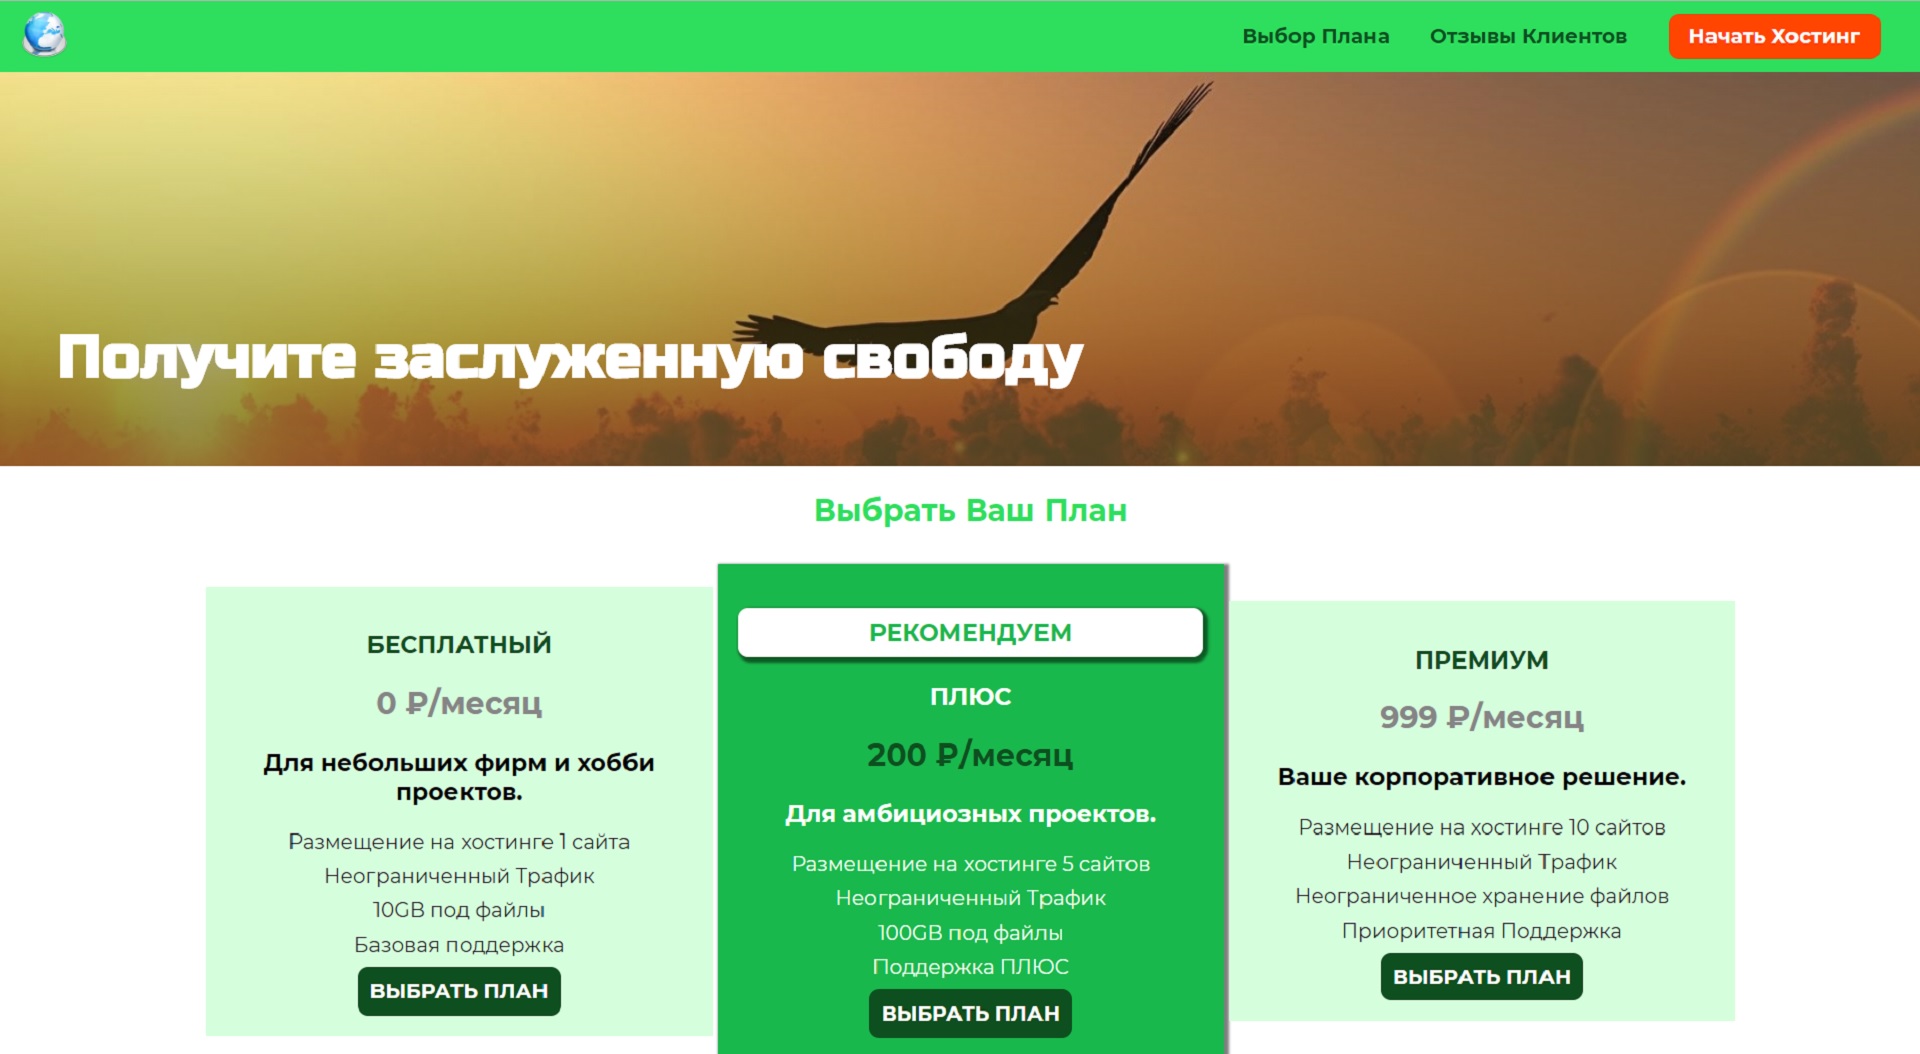 Выбор Плана
Отзывы Клиентов
Начать Хостинг
Получите заслуженную свободу
Выбрать Ваш План
БЕСПЛАТНЫЙ
0 ₽/месяц
Для небольших фирм и хобби
проектов.
Размещение на хостинге 1 сайта
Неограниченный Трафик
10GB под файлы
Базовая поддержка
ВЫБРАТЬ ПЛАН
РЕКОМЕНДУЕМ
ПЛЮС
200 ₽/месяц
Для амбициозных проектов.
Размещение на хостинге 5 сайтов
Неограниченный Трафик
100GB под файлы
Поддержка ПЛЮС
ВЫБРАТЬ ПЛАН
ПРЕМИУМ
999 ₽/месяц
Ваше корпоративное решение.
Размещение на хостинге 10 сайтов
Неограниченный Трафик
Неограниченное хранение файлов
Приоритетная Поддержка
ВЫБРАТЬ ПЛАН